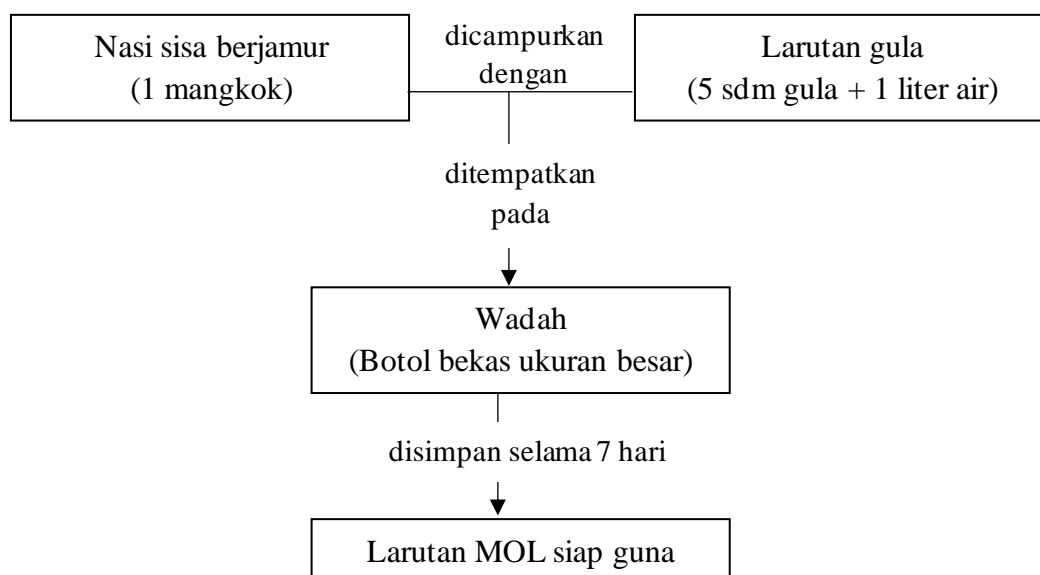 Nasi sisa berjamur
(1 mangkok)
dicampurkan
dengan
Larutan gula
(5 sdm gula + 1 liter air)
ditempatkan
pada
Wadah
(Botol bekas ukuran besar)
disimpan selama 7 hari
Larutan MOL siap guna